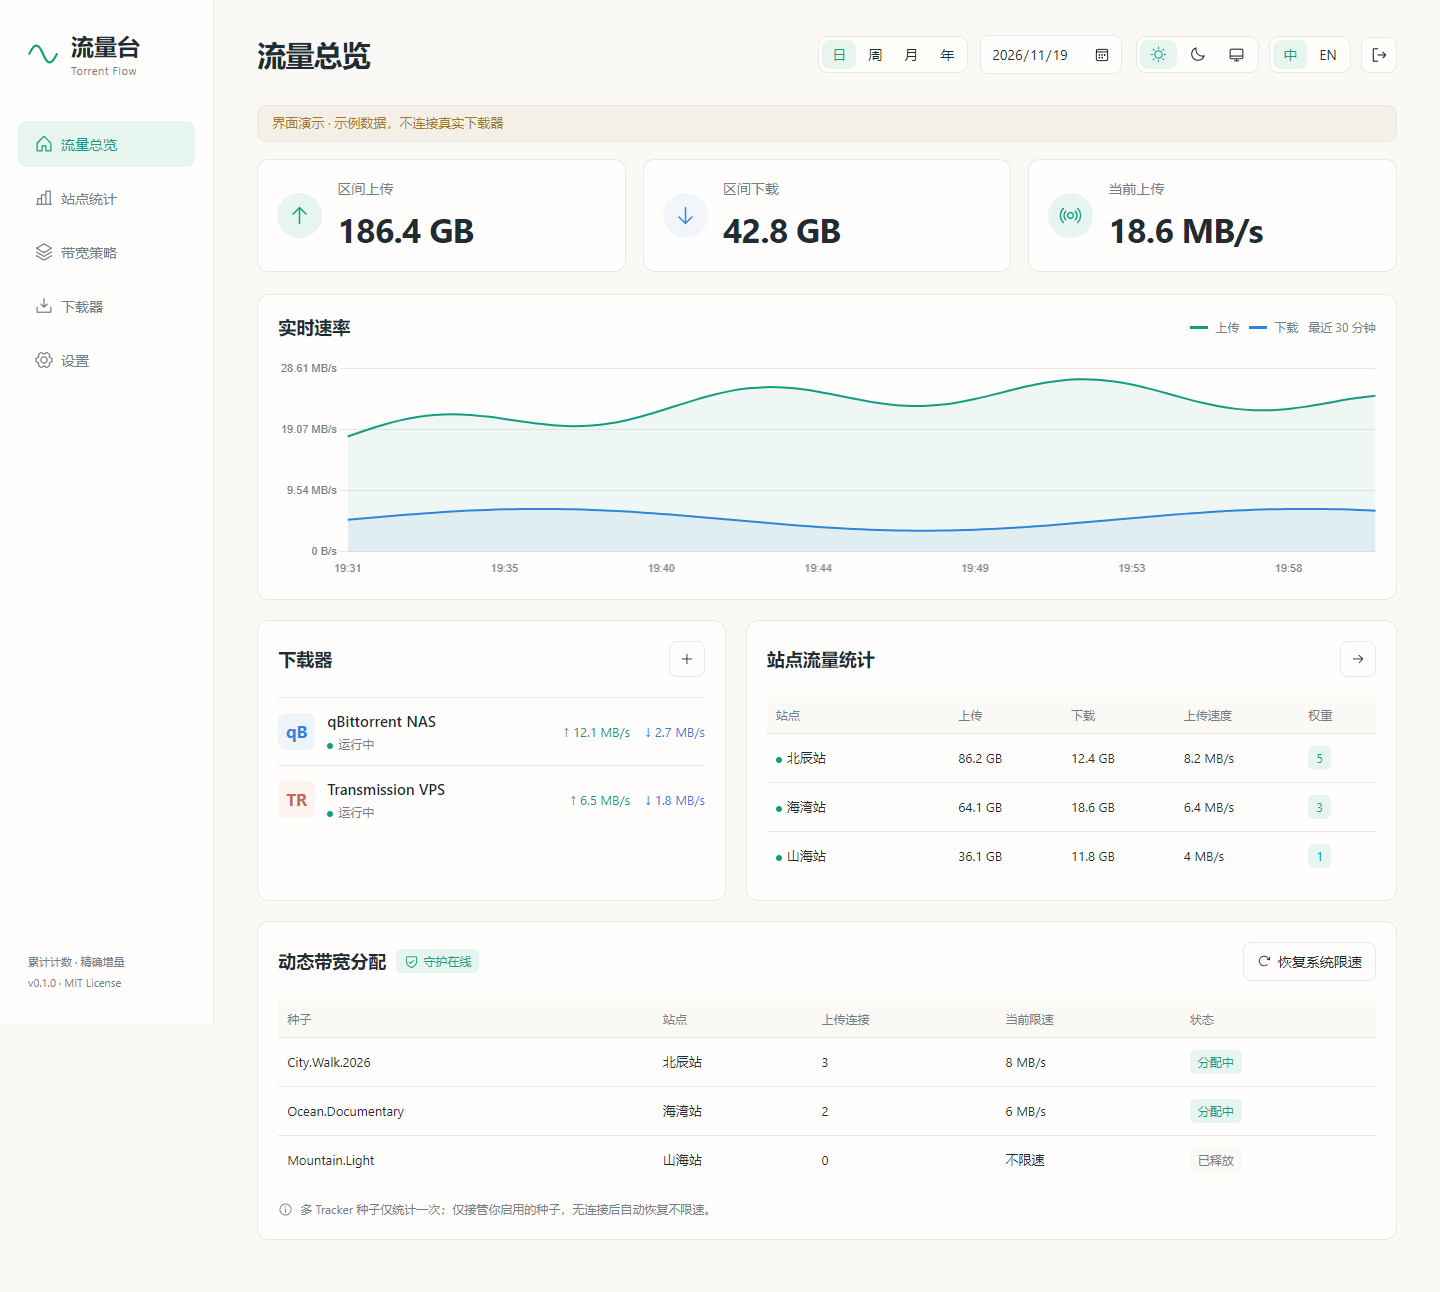 流量台
Torrent Flow
流量总览
站点统计
带宽策略
下载器
设置
累计计数 · 精确增量
v0.1.0 · MIT License
流量总览
日 周 月 年 2026/11/19 中 EN
界面演示 · 示例数据，不连接真实下载器
区间上传
186.4 GB
区间下载
42.8 GB
当前上传
18.6 MB/s
实时速率
上传 下载 最近 30 分钟
28.61 MB/s
19.07 MB/s
9.54 MB/s
0 B/s
19:31 19:35 19:40 19:44 19:49 19:53 19:58
下载器
qB qBittorrent NAS
运行中
↑ 12.1 MB/s ↓ 2.7 MB/s
TR Transmission VPS
运行中
↑ 6.5 MB/s ↓ 1.8 MB/s
站点流量统计
站点 上传 下载 上传速度 权重
北辰站 86.2 GB 12.4 GB 8.2 MB/s 5
海湾站 64.1 GB 18.6 GB 6.4 MB/s 3
山海站 36.1 GB 11.8 GB 4 MB/s 1
动态带宽分配 守护在线
恢复系统限速
种子 站点 上传连接 当前限速 状态
City.Walk.2026 北辰站 3 8 MB/s 分配中
Ocean.Documentary 海湾站 2 6 MB/s 分配中
Mountain.Light 山海站 0 不限速 已释放
多 Tracker 种子仅统计一次；仅接管你启用的种子，无连接后自动恢复不限速。